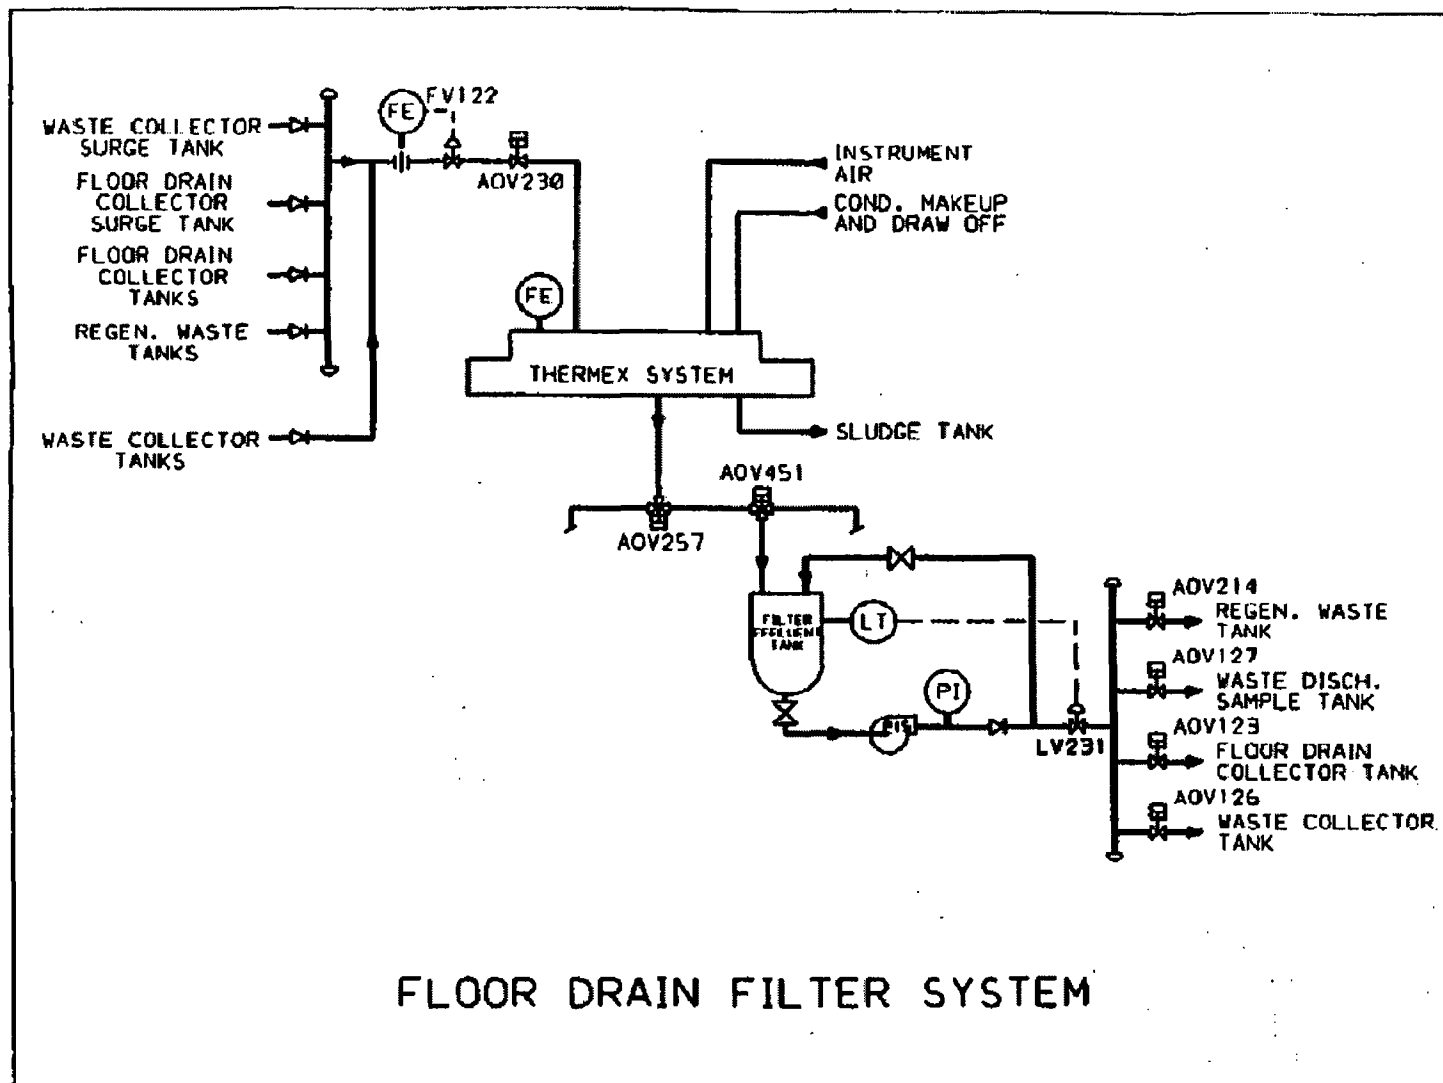 FE
FV122
WASTE COLLECTOR
SURGE TANK
AOV230
FLOOR DRAIN
COLLECTOR
SURGE TANK
FLOOR DRAIN
COLLECTOR
TANKS
REGEN. WASTE
TANKS
WASTE COLLECTOR
TANKS
INSTRUMENT
AIR
COND. MAKEUP
AND DRAW OFF
FE
THERMEX SYSTEM
SLUDGE TANK
AOV451
AOV257
FILTER
EFFLUENT
TANK
LT
PI
LV231
AOV214
REGEN. WASTE
TANK
AOV127
WASTE DISCH.
SAMPLE TANK
AOV123
FLOOR DRAIN
COLLECTOR TANK
AOV126
WASTE COLLECTOR
TANK
FLOOR DRAIN FILTER SYSTEM